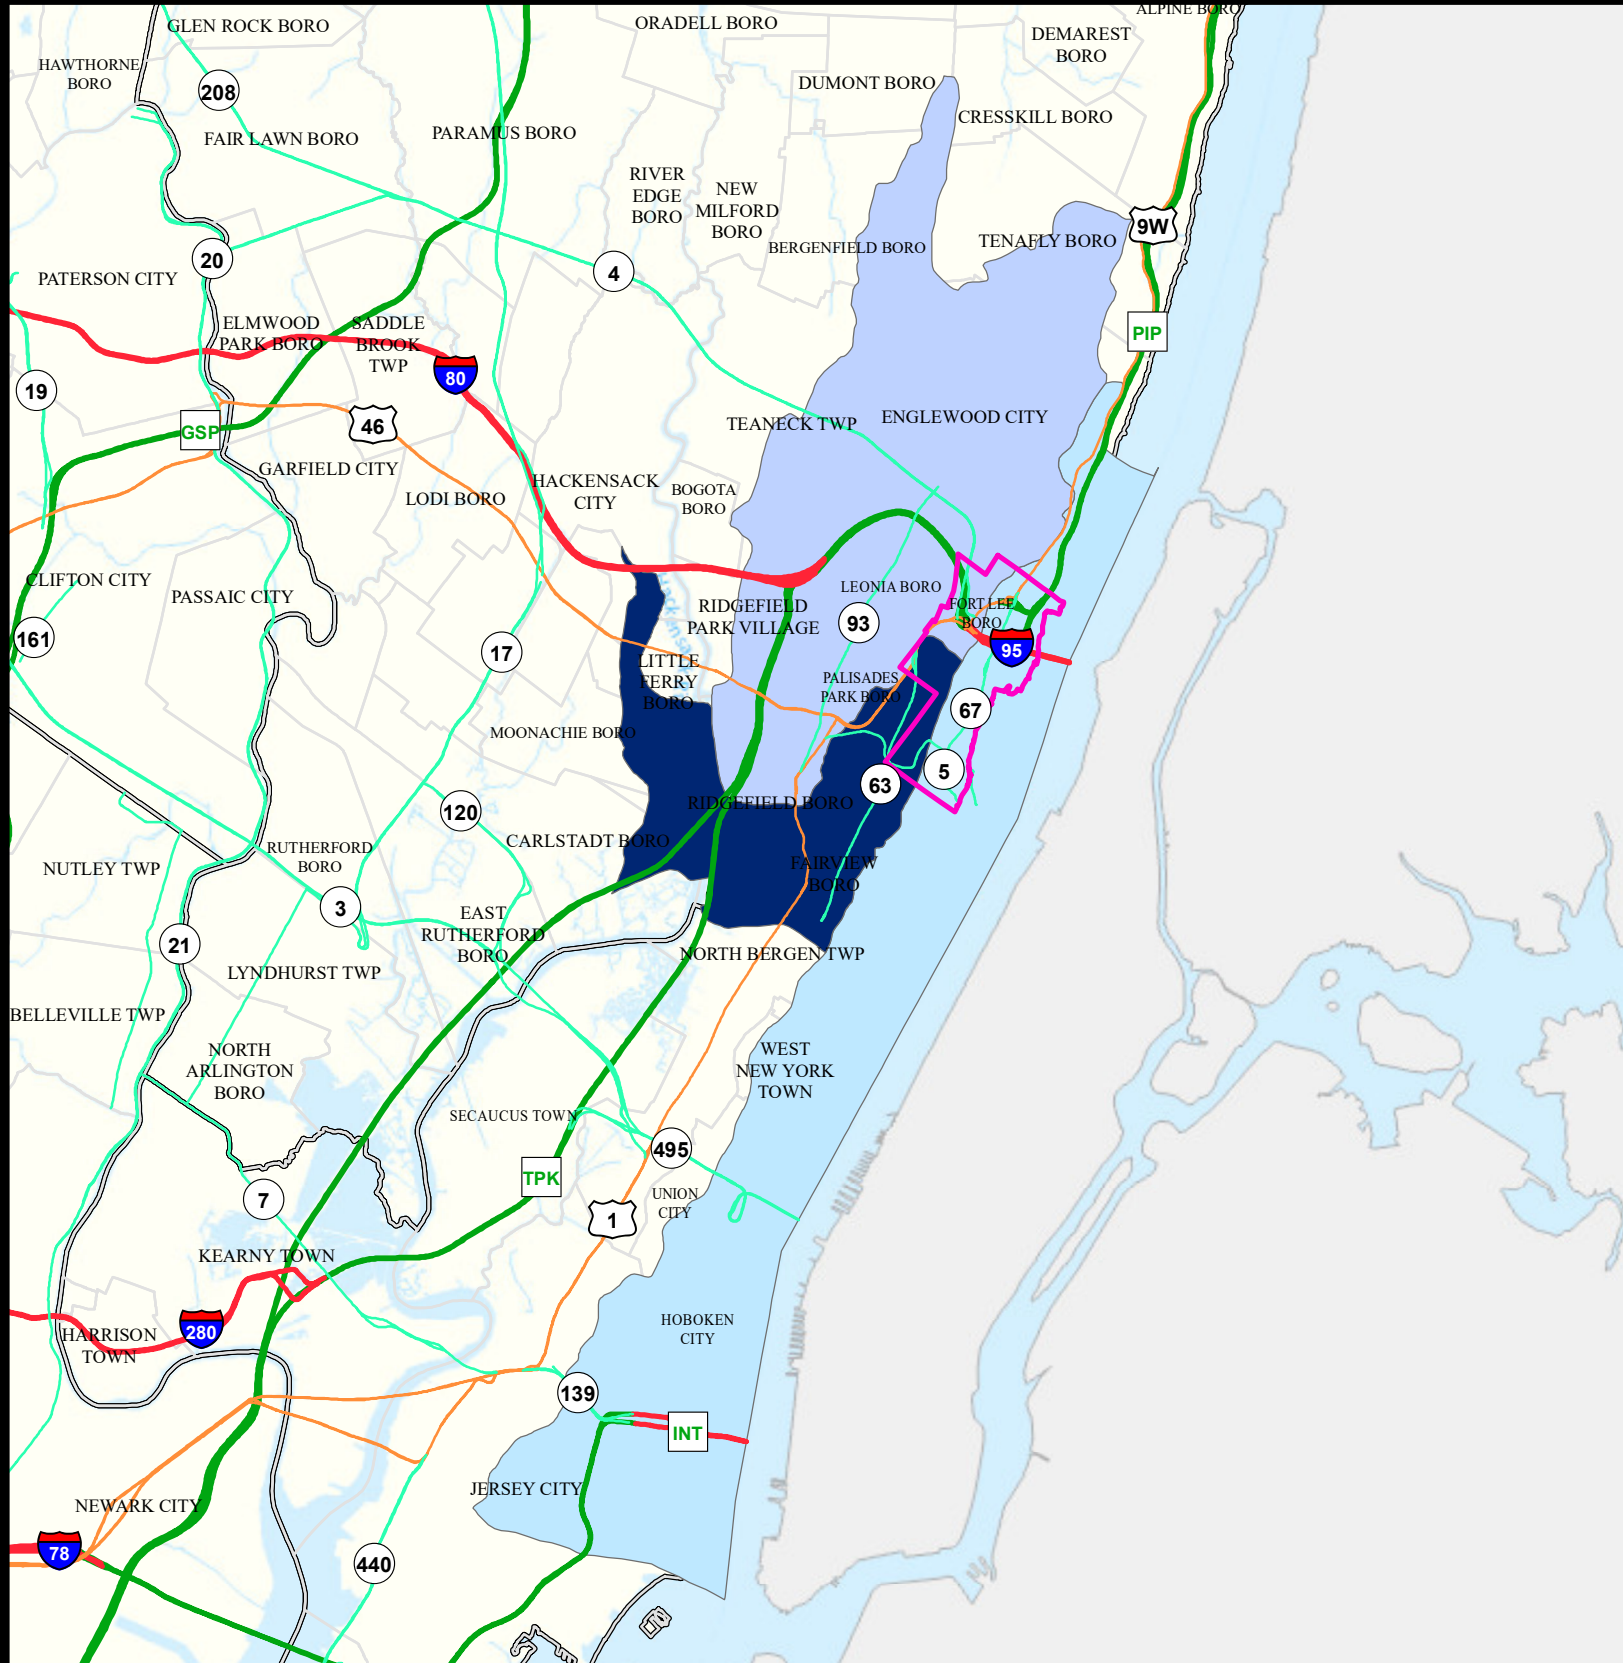 ALPINE BORO
GLEN ROCK BORO
ORADELL BORO
DEMAREST
BORO
HAWTHORNE
BORO
208
DUMONT BORO
CRESSKILL BORO
FAIR LAWN BORO
PARAMUS BORO
RIVER
EDGE
BORO
NEW
MILFORD
BORO
9W
BERGENFIELD BORO
TENAFLY BORO
20
4
PATERSON CITY
ELMWOOD
PARK BORO
SADDLE
BROOK
TWP
PIP
80
19
46
GSP
TEANECK TWP
ENGLEWOOD CITY
GARFIELD CITY
LODI BORO
HACKENSACK
CITY
BOGOTA
BORO
CLIFTON CITY
PASSAIC CITY
LEONIA BORO
RIDGEFIELD
PARK VILLAGE
FORT LEE
BORO
161
93
95
17
LITTLE
FERRY
BORO
PALISADES
PARK BORO
67
MOONACHIE BORO
5
63
120
RIDGEFIELD BORO
CARLSTADT BORO
RUTHERFORD
BORO
NUTLEY TWP
FAIRVIEW
BORO
3
EAST
RUTHERFORD
BORO
21
NORTH BERGEN TWP
LYNDHURST TWP
BELLEVILLE TWP
NORTH
ARLINGTON
BORO
WEST
NEW YORK
TOWN
SECAUCUS TOWN
495
TPK
7
UNION
CITY
1
KEARNY TOWN
280
HARRISON
TOWN
HOBOKEN
CITY
139
INT
JERSEY CITY
NEWARK CITY
78
440